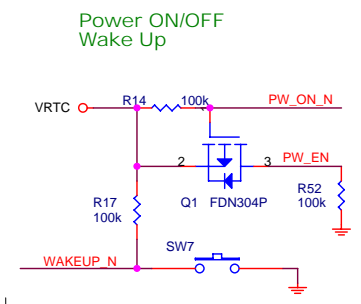 Power ON/OFF
Wake Up
R14 100k PW_ON_N
VRTC
2 3 PW_EN
R17
100k
Q1 FDN304P
R52
100k
WAKEUP_N
SW7